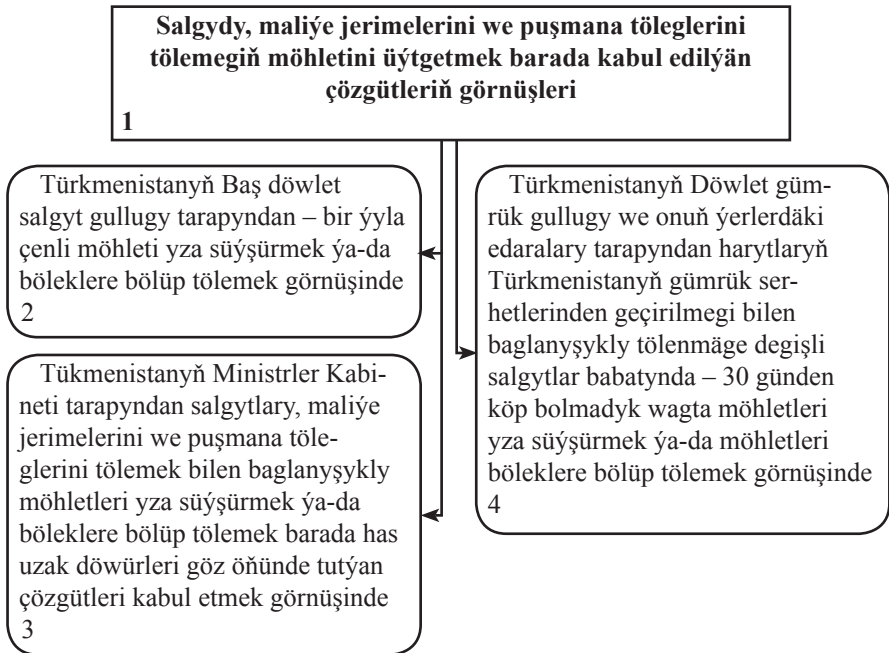 Salgydy, maliýe jerimelerini we puşmana töleglerini
tölemegiň möhletini üýtgetmek barada kabul edilýän
çözgütleriň görnüşleri
1
Türkmenistanyň Baş döwlet
salgyt gullugy tarapyndan – bir ýyla
çenli möhleti yza süýşürmek ýa-da
böleklere bölüp tölemek görnüşinde
2
Tükmenistanyň Ministrler Kabi-
neti tarapyndan salgytlary, maliýe
jerimelerini we puşmana töle-
glerini tölemek bilen baglanyşykly
möhletleri yza süýşürmek ýa-da
böleklere bölüp tölemek barada has
uzak döwürleri göz öňünde tutýan
çözgütleri kabul etmek görnüşinde
3
Türkmenistanyň Döwlet güm-
rük gullugy we onuň ýerlerdäki
edaralary tarapyndan harytlaryň
Türkmenistanyň gümrük ser-
hetlerinden geçirilmegi bilen
baglanyşykly tölenmäge degişli
salgytlar babatynda – 30 günden
köp bolmadyk wagta möhletleri
yza süýşürmek ýa-da möhletleri
böleklere bölüp tölemek görnüşinde
4